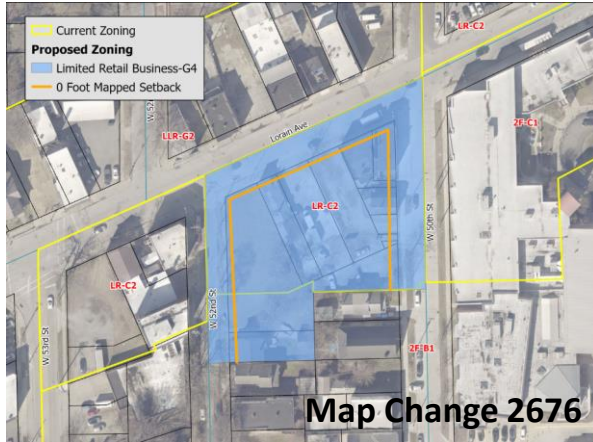 Current Zoning
Proposed Zoning
Limited Retail Business-G4
0 Foot Mapped Setback
LR-C2
W 52n
LLR-G2
Lorain Ave
2F-C1
LR-C2
W 50th St
LR-C2
W 52nd St
W 53rd St
2F-B1
Map Change 2676